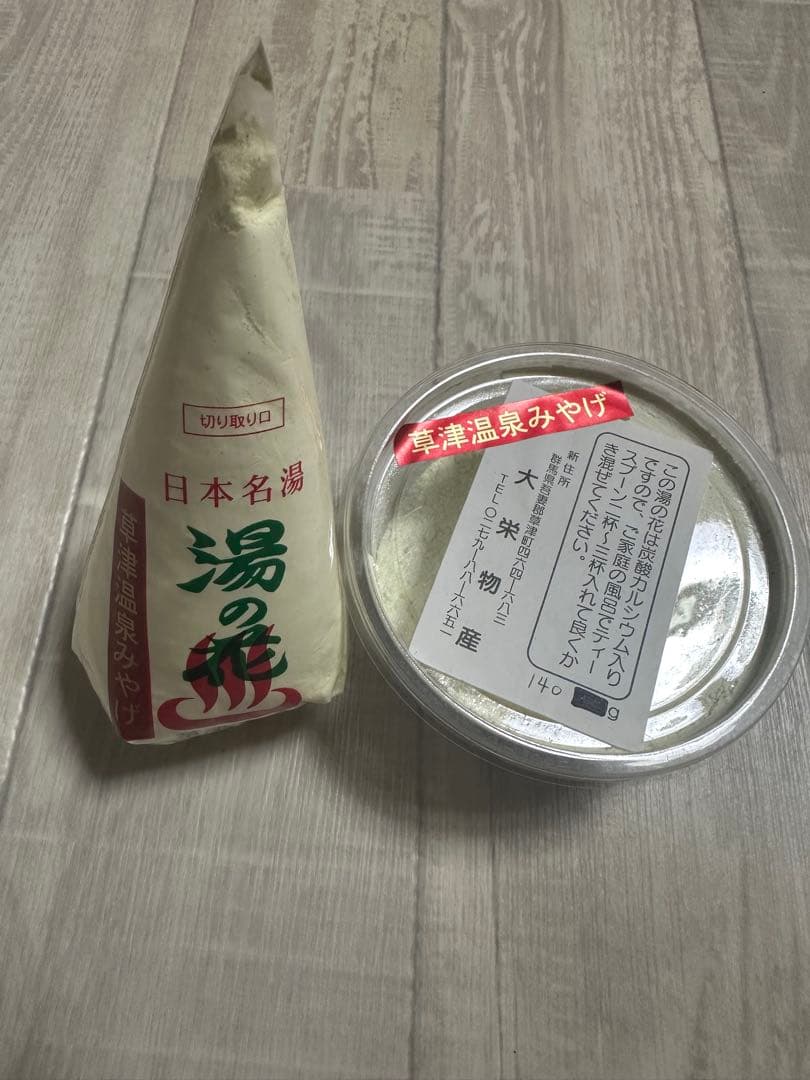 切り取り口
日本名湯
湯の花
草津温泉みやげ
草津温泉みやげ
この湯の花は炭酸カルシウム入り
ですので、ご家庭の風呂でティー
スプーン二杯～三杯入れて良くか
き混ぜてください。
新住所
群馬県吾妻郡草津町四六四ー六八三
大栄物産
TEL〇二七九ー八八ー六六五一
140 g